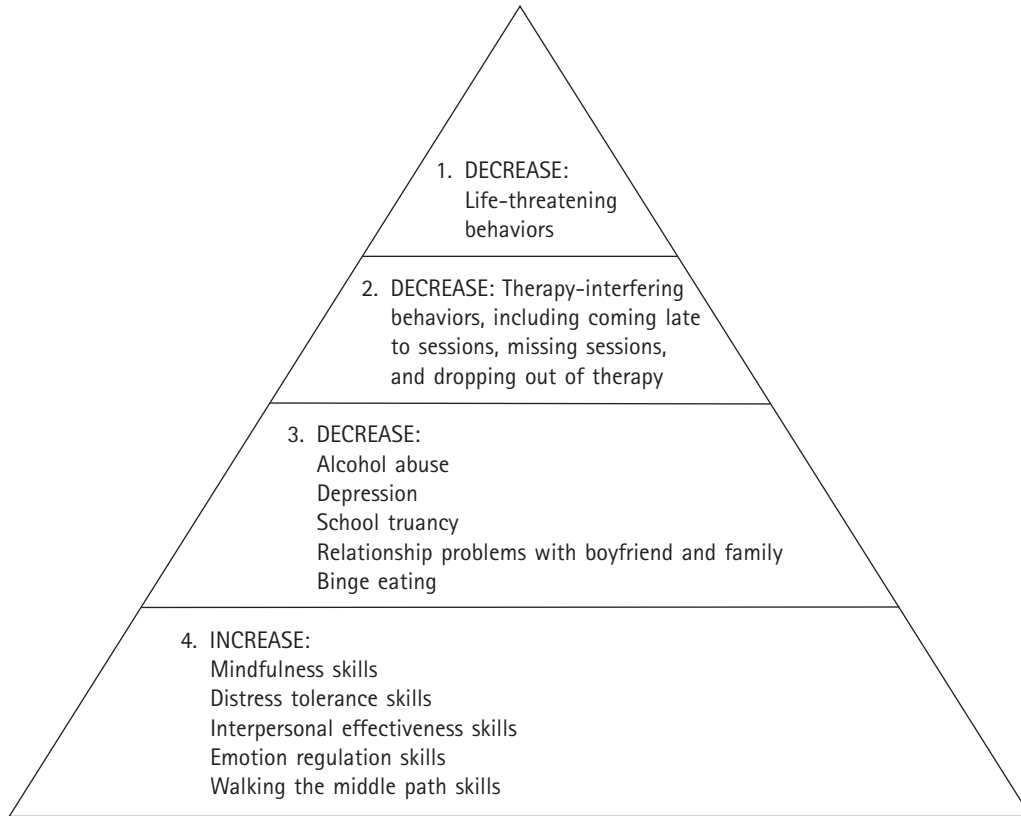 1. DECREASE:
Life-threatening
behaviors
2. DECREASE: Therapy-interfering
behaviors, including coming late
to sessions, missing sessions,
and dropping out of therapy
3. DECREASE:
Alcohol abuse
Depression
School truancy
Relationship problems with boyfriend and family
Binge eating
4. INCREASE:
Mindfulness skills
Distress tolerance skills
Interpersonal effectiveness skills
Emotion regulation skills
Walking the middle path skills